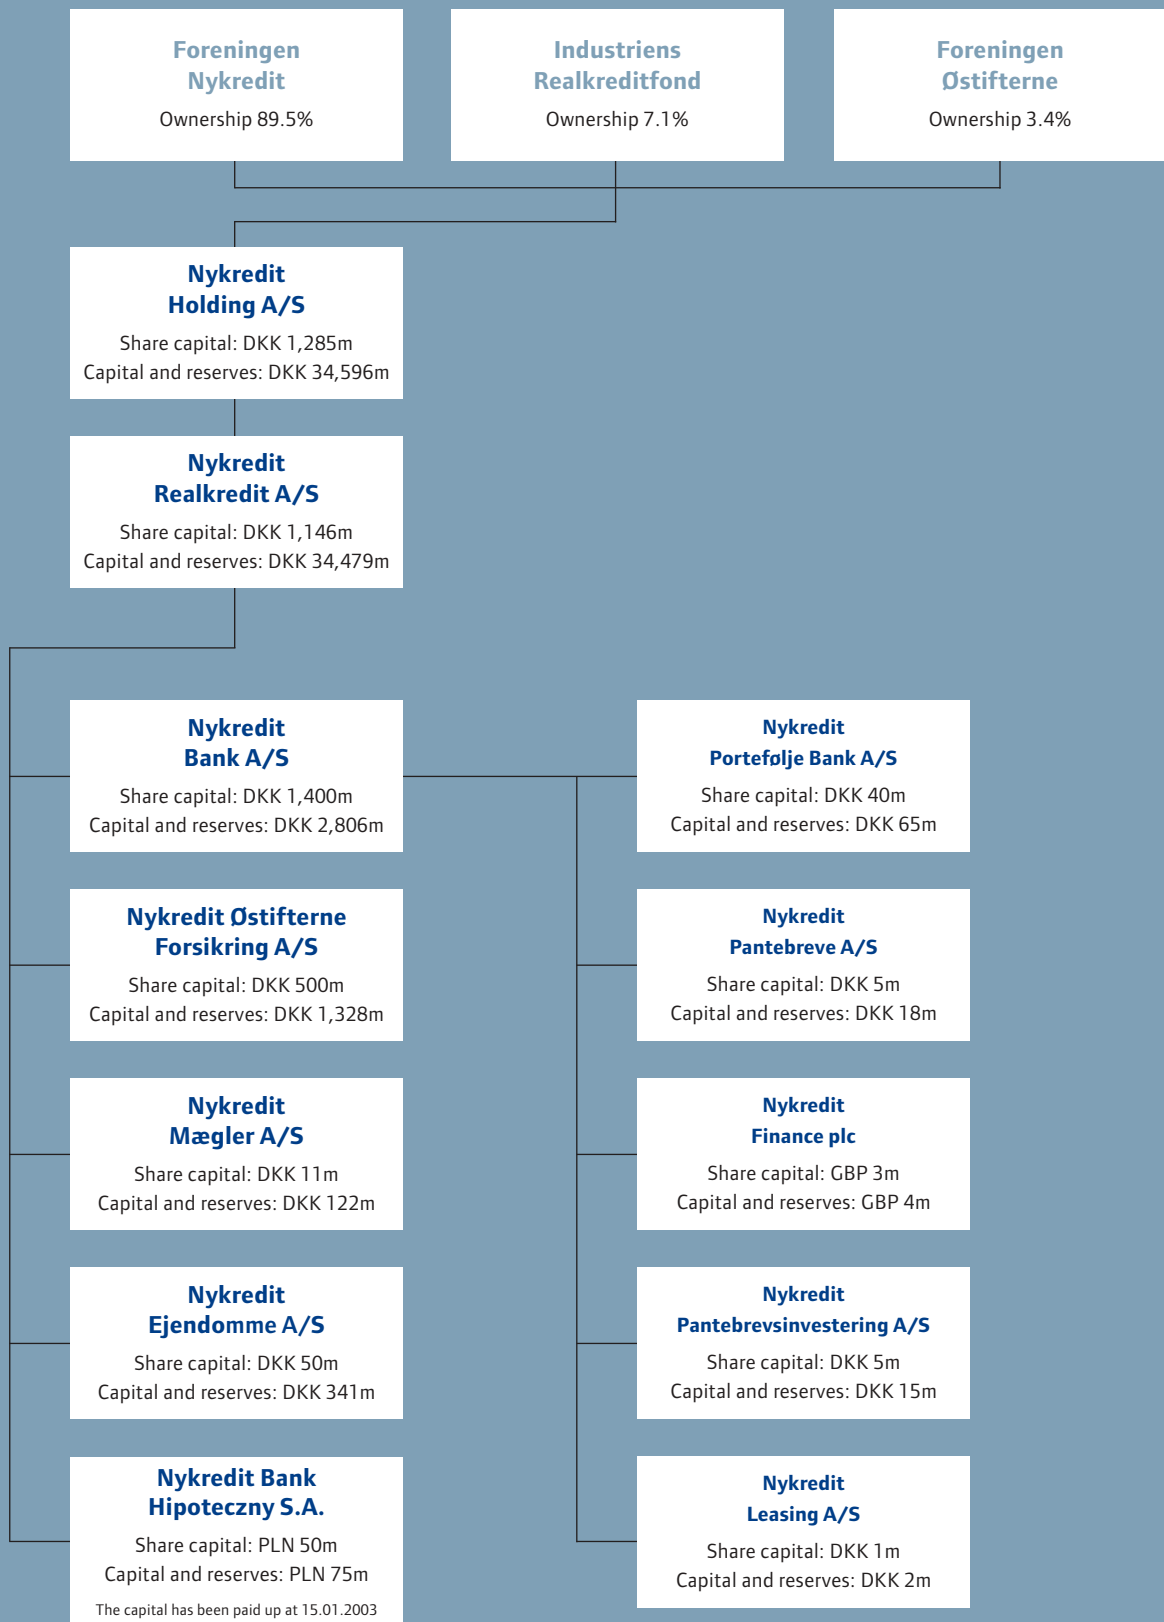 Foreningen
Nykredit
Ownership 89.5%
Industriens
Realkreditfond
Ownership 7.1%
Foreningen
Østifterne
Ownership 3.4%
Nykredit
Holding A/S
Share capital: DKK 1,285m
Capital and reserves: DKK 34,596m
Nykredit
Realkredit A/S
Share capital: DKK 1,146m
Capital and reserves: DKK 34,479m
Nykredit
Bank A/S
Share capital: DKK 1,400m
Capital and reserves: DKK 2,806m
Nykredit Østifterne
Forsikring A/S
Share capital: DKK 500m
Capital and reserves: DKK 1,328m
Nykredit
Mægler A/S
Share capital: DKK 11m
Capital and reserves: DKK 122m
Nykredit
Ejendomme A/S
Share capital: DKK 50m
Capital and reserves: DKK 341m
Nykredit Bank
Hipoteczny S.A.
Share capital: PLN 50m
Capital and reserves: PLN 75m
The capital has been paid up at 15.01.2003
Nykredit
Portefølje Bank A/S
Share capital: DKK 40m
Capital and reserves: DKK 65m
Nykredit
Pantebreve A/S
Share capital: DKK 5m
Capital and reserves: DKK 18m
Nykredit
Finance plc
Share capital: GBP 3m
Capital and reserves: GBP 4m
Nykredit
Pantebrevsinvestering A/S
Share capital: DKK 5m
Capital and reserves: DKK 15m
Nykredit
Leasing A/S
Share capital: DKK 1m
Capital and reserves: DKK 2m